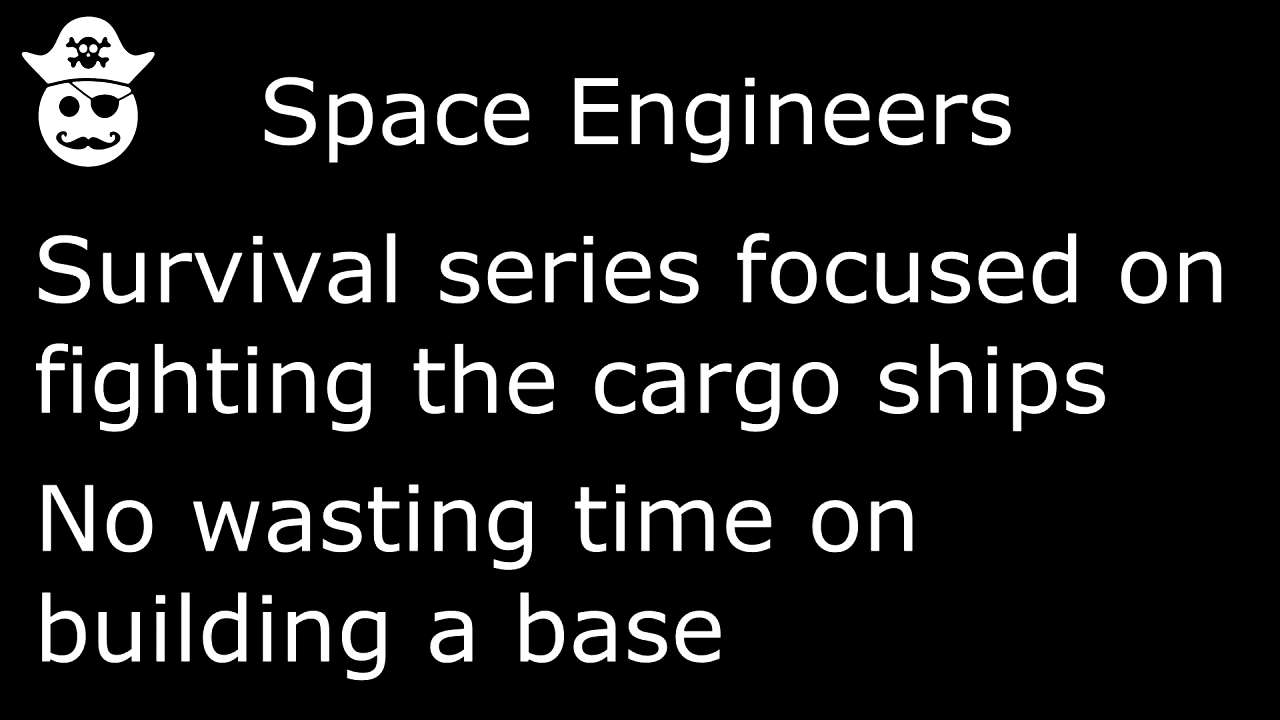 Space Engineers
Survival series focused on
fighting the cargo ships
No wasting time on
building a base